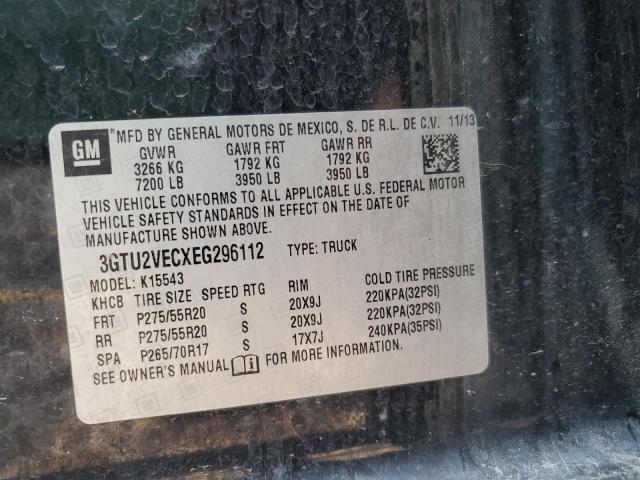 GM
MFD BY GENERAL MOTORS DE MEXICO, S. DE R.L. DE C.V. 11/13
GVWR GAWR FRT GAWR RR
3266 KG 1792 KG 1792 KG
7200 LB 3950 LB 3950 LB
THIS VEHICLE CONFORMS TO ALL APPLICABLE U.S. FEDERAL MOTOR
VEHICLE SAFETY STANDARDS IN EFFECT ON THE DATE OF
MANUFACTURE SHOWN ABOVE.
3GTU2VECXEG296112 TYPE: TRUCK
MODEL: K15543
KHCB TIRE SIZE SPEED RTG RIM COLD TIRE PRESSURE
FRT P275/55R20 S 20X9J 220KPA(32PSI)
RR P275/55R20 S 20X9J 220KPA(32PSI)
SPA P265/70R17 S 17X7J 240KPA(35PSI)
SEE OWNER'S MANUAL FOR MORE INFORMATION.